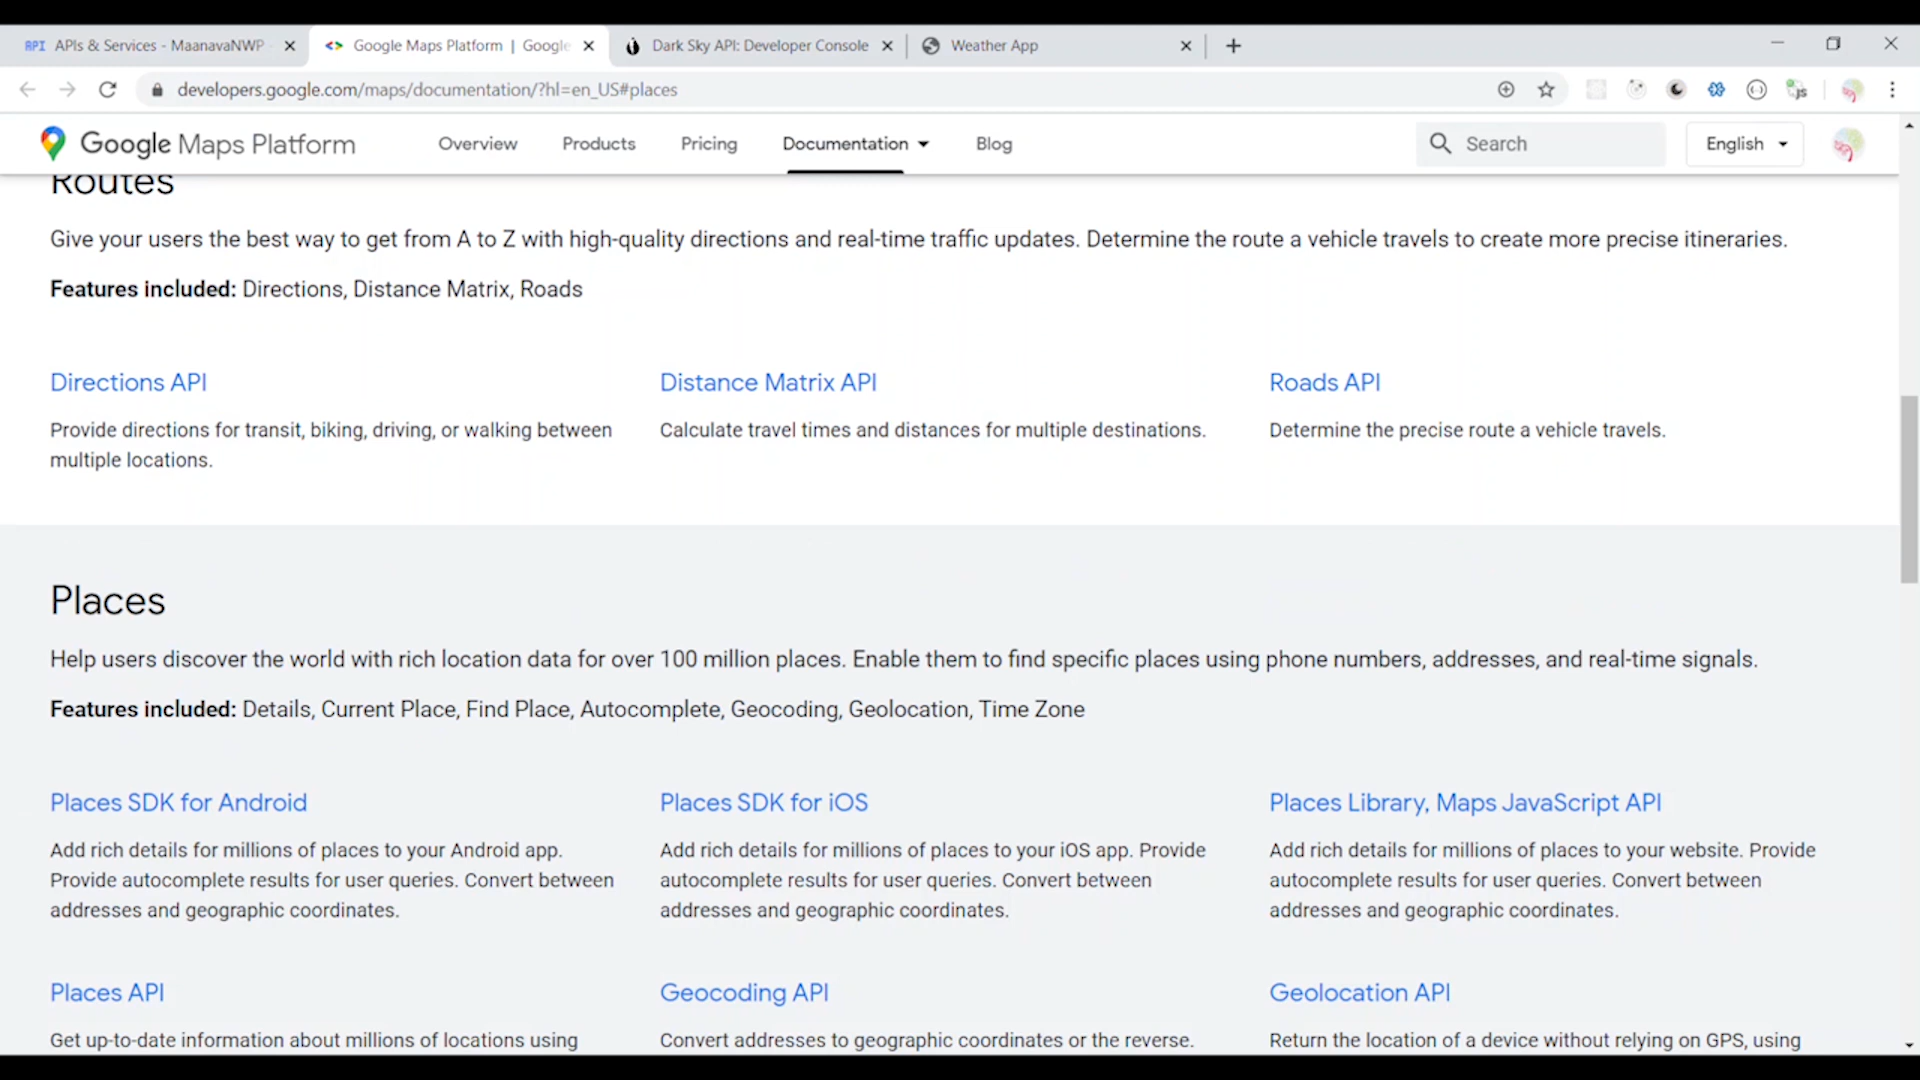 API APIs & Services - MaanavaNWP
Google Maps Platform | Google
Dark Sky API: Developer Console
Weather App
developers.google.com/maps/documentation/?hl=en_US#places
Google Maps Platform
Overview
Products
Pricing
Documentation
Blog
Search
English
Routes
Give your users the best way to get from A to Z with high-quality directions and real-time traffic updates. Determine the route a vehicle travels to create more precise itineraries.
Features included: Directions, Distance Matrix, Roads
Directions API
Provide directions for transit, biking, driving, or walking between
multiple locations.
Distance Matrix API
Calculate travel times and distances for multiple destinations.
Roads API
Determine the precise route a vehicle travels.
Places
Help users discover the world with rich location data for over 100 million places. Enable them to find specific places using phone numbers, addresses, and real-time signals.
Features included: Details, Current Place, Find Place, Autocomplete, Geocoding, Geolocation, Time Zone
Places SDK for Android
Add rich details for millions of places to your Android app.
Provide autocomplete results for user queries. Convert between
addresses and geographic coordinates.
Places SDK for iOS
Add rich details for millions of places to your iOS app. Provide
autocomplete results for user queries. Convert between
addresses and geographic coordinates.
Places Library, Maps JavaScript API
Add rich details for millions of places to your website. Provide
autocomplete results for user queries. Convert between
addresses and geographic coordinates.
Places API
Get up-to-date information about millions of locations using
Geocoding API
Convert addresses to geographic coordinates or the reverse.
Geolocation API
Return the location of a device without relying on GPS, using